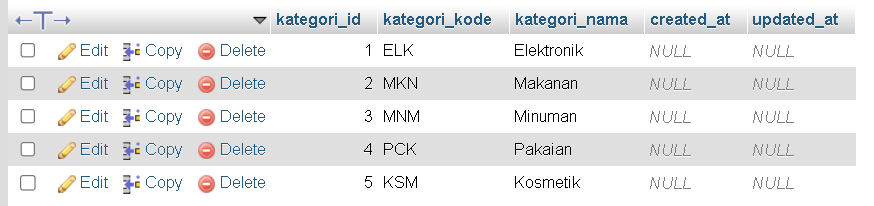 kategori_id kategori_kode kategori_nama created_at updated_at
Edit Copy Delete 1 ELK Elektronik NULL NULL
Edit Copy Delete 2 MKN Makanan NULL NULL
Edit Copy Delete 3 MNM Minuman NULL NULL
Edit Copy Delete 4 PCK Pakaian NULL NULL
Edit Copy Delete 5 KSM Kosmetik NULL NULL